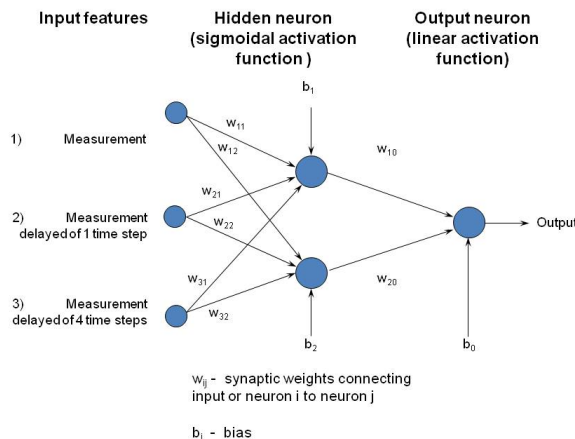 Input features
Hidden neuron
(sigmoidal activation
function )
Output neuron
(linear activation
function)
b1
w11
w12
w10
1) Measurement
w21
2) Measurement
delayed of 1 time step
w22
Output
w31
w20
3) Measurement
delayed of 4 time steps
w32
b2
b0
wij - synaptic weights connecting
input or neuron i to neuron j
bi - bias